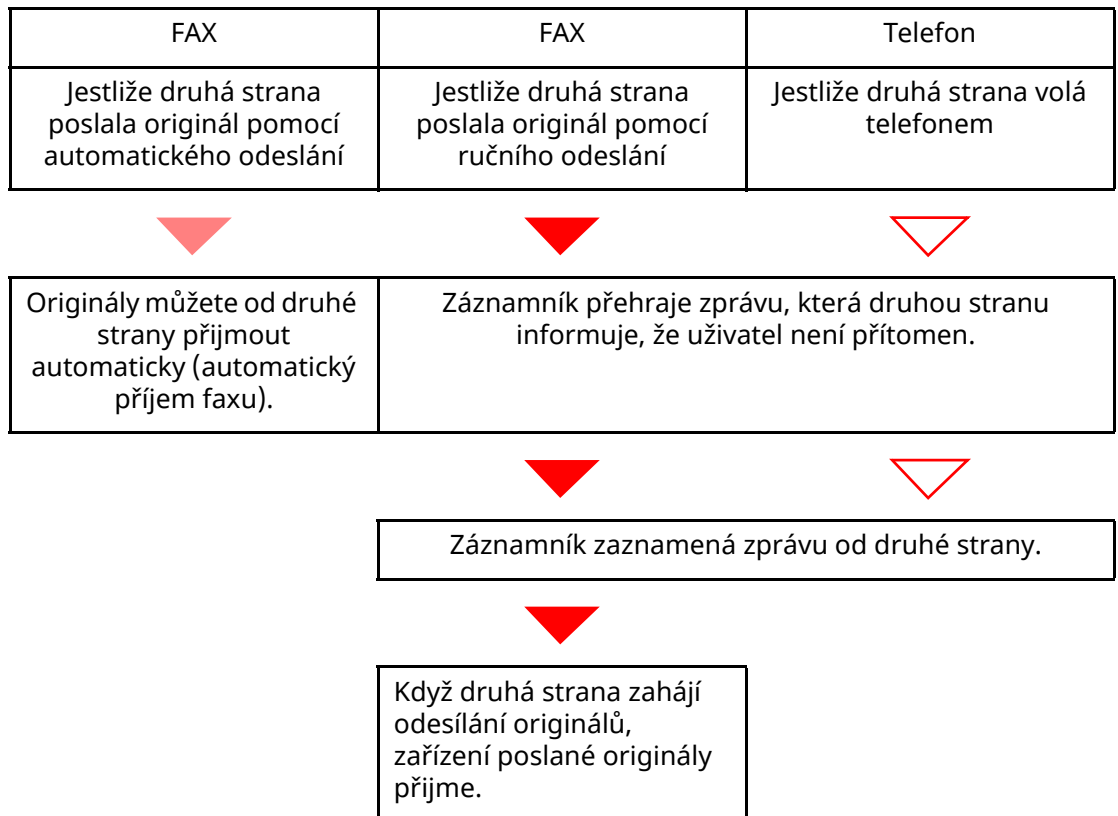 FAX
FAX
Telefon
Jestliže druhá strana
poslala originál pomocí
automatického odeslání
Jestliže druhá strana
poslala originál pomocí
ručního odeslání
Jestliže druhá strana volá
telefonem
Originály můžete od druhé
strany přijmout
automaticky (automatický
příjem faxu).
Záznamník přehraje zprávu, která druhou stranu
informuje, že uživatel není přítomen.
Záznamník zaznamená zprávu od druhé strany.
Když druhá strana zahájí
odesílání originálů,
zařízení poslané originály
přijme.